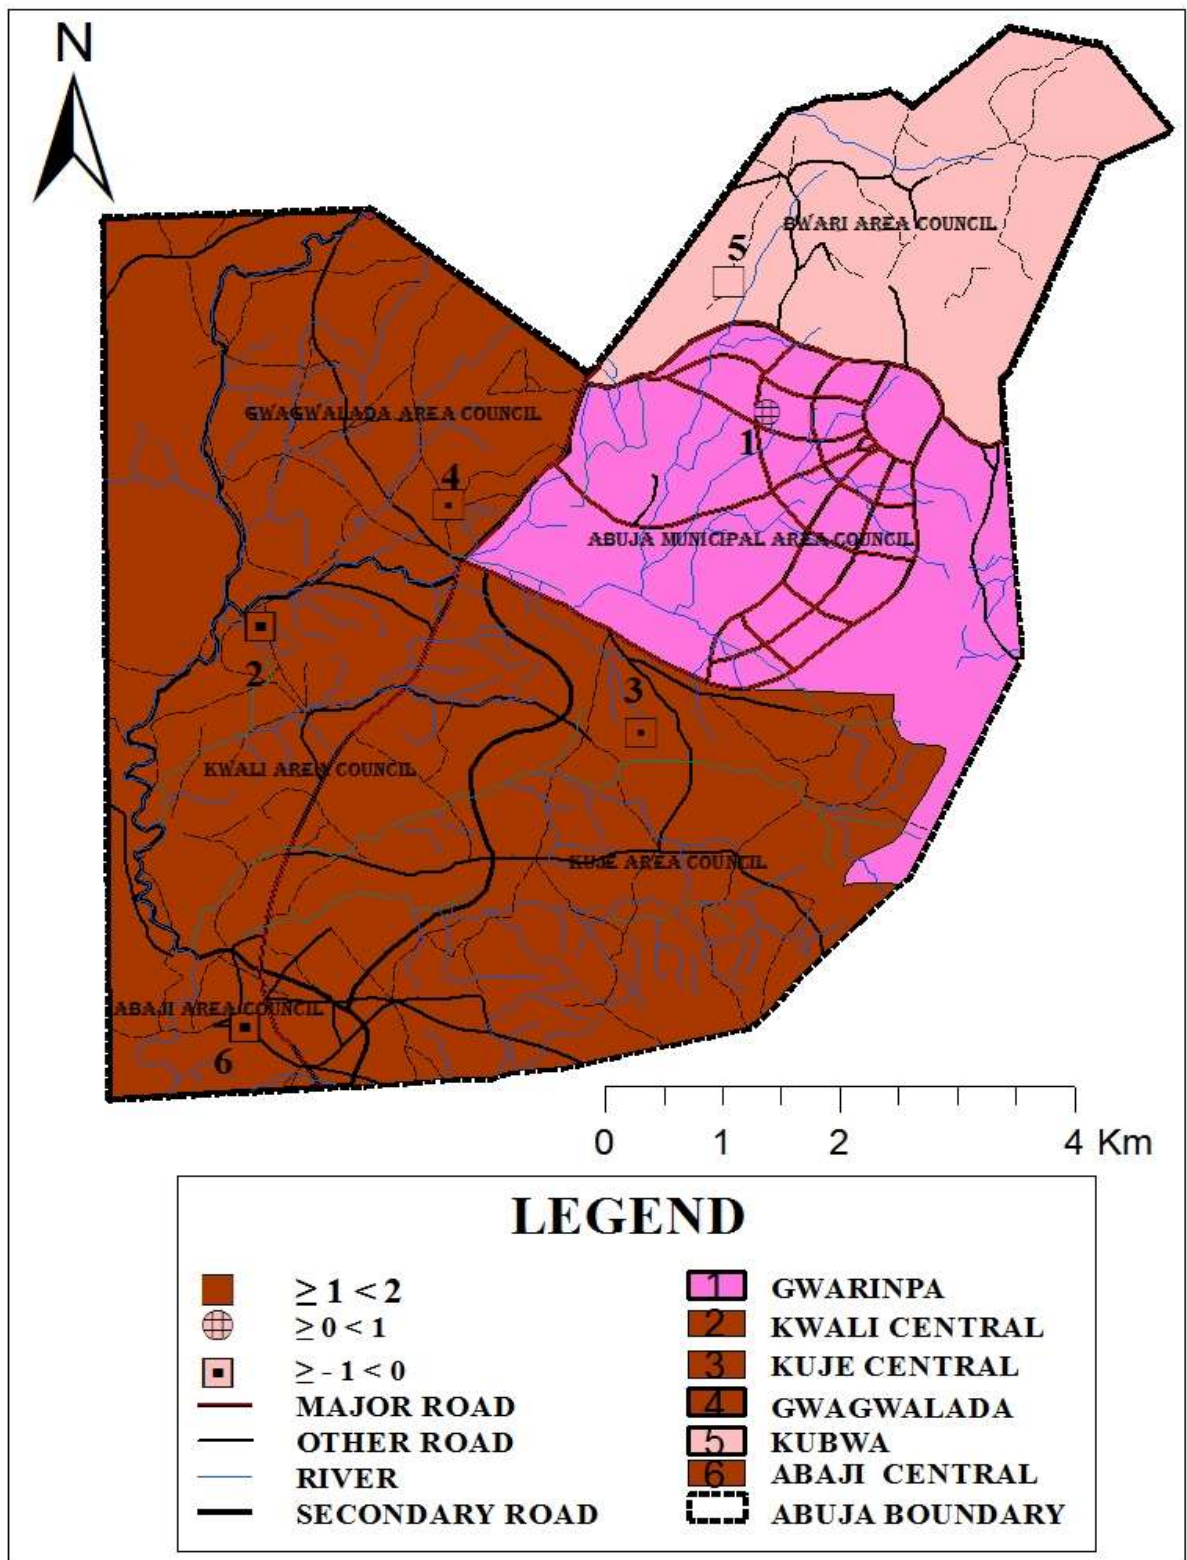 N
BWARI AREA COUNCIL
5
GWAGWALADA AREA COUNCIL
1
4
ABUJA MUNICIPAL AREA COUNCIL
2
3
KWALI AREA COUNCIL
KUJE AREA COUNCIL
ABAJI AREA COUNCIL
6
0 1 2 4 Km
LEGEND
≥ 1 < 2
≥ 0 < 1
≥ - 1 < 0
MAJOR ROAD
OTHER ROAD
RIVER
SECONDARY ROAD
1 GWARINPA
2 KWALI CENTRAL
3 KUJE CENTRAL
4 GWAGWALADA
5 KUBWA
6 ABAJI CENTRAL
ABUJA BOUNDARY